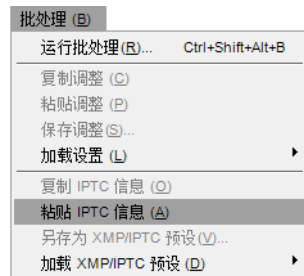 批处理 (B)
运行批处理(R)... Ctrl+Shift+Alt+B
复制调整 (C)
粘贴调整 (P)
保存调整(S)...
加载设置 (L)
复制 IPTC 信息 (O)
粘贴 IPTC 信息 (A)
另存为 XMP/IPTC 预设(V)...
加载 XMP/IPTC 预设 (D)